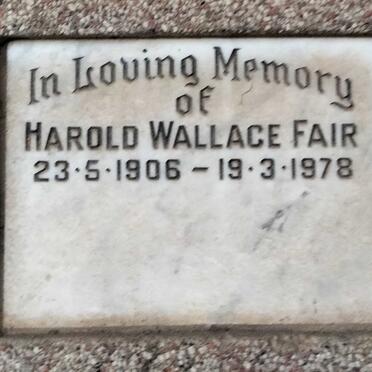 In Loving Memory
of
HAROLD WALLACE FAIR
23·5·1906 – 19·3·1978